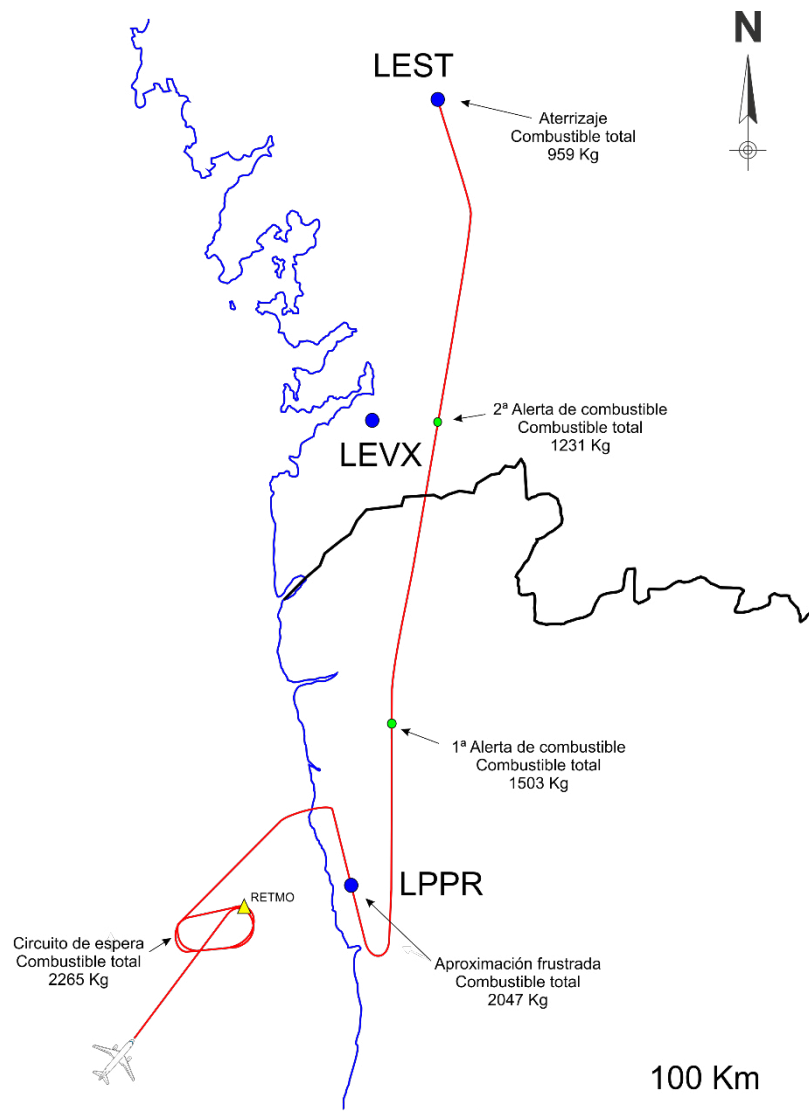 N
LEST
Aterrizaje
Combustible total
959 Kg
2ª Alerta de combustible
Combustible total
1231 Kg
LEVX
1ª Alerta de combustible
Combustible total
1503 Kg
LPPR
RETMO
Circuito de espera
Combustible total
2265 Kg
Aproximación frustrada
Combustible total
2047 Kg
100 Km